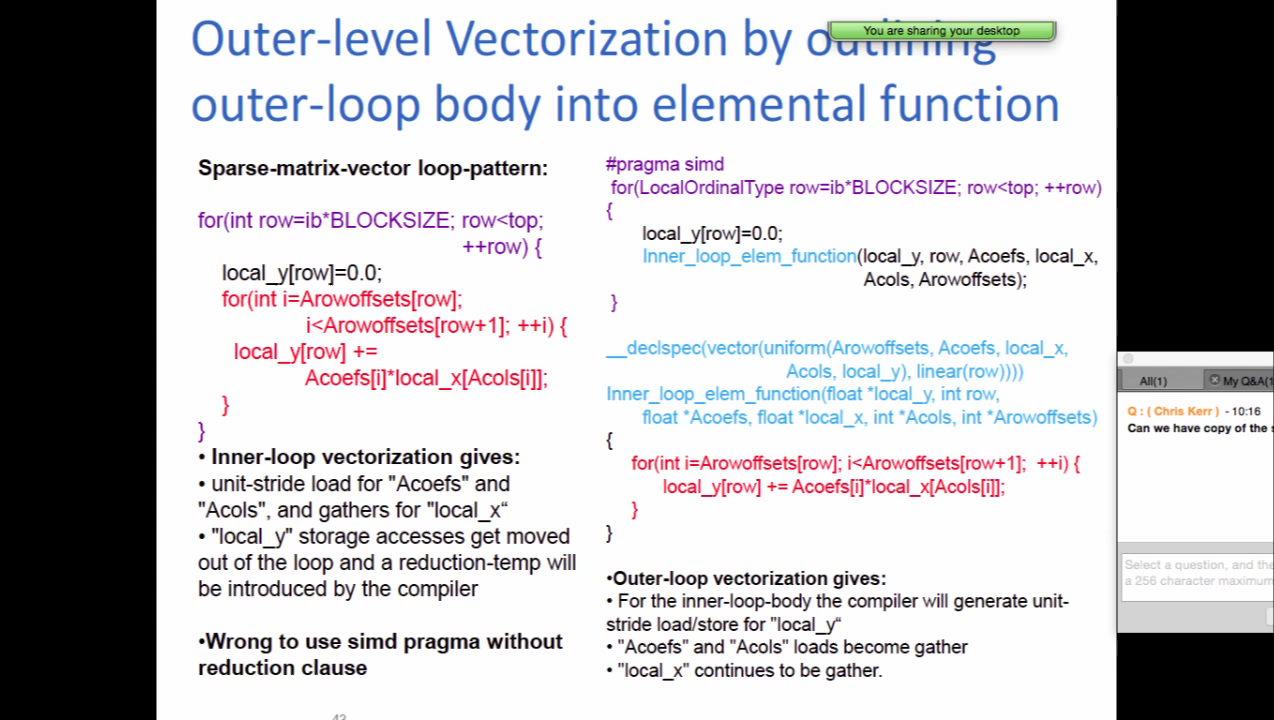 Outer-level Vectorization by outlining
You are sharing your desktop
outer-loop body into elemental function
Sparse-matrix-vector loop-pattern:
for(int row=ib*BLOCKSIZE; row<top;
++row) {
local_y[row]=0.0;
for(int i=Arowoffsets[row];
i<Arowoffsets[row+1]; ++i) {
local_y[row] +=
Acoefs[i]*local_x[Acols[i]];
}
}
• Inner-loop vectorization gives:
• unit-stride load for "Acoefs" and
"Acols", and gathers for "local_x“
• "local_y" storage accesses get moved
out of the loop and a reduction-temp will
be introduced by the compiler
•Wrong to use simd pragma without
reduction clause
#pragma simd
for(LocalOrdinalType row=ib*BLOCKSIZE; row<top; ++row)
{
local_y[row]=0.0;
Inner_loop_elem_function(local_y, row, Acoefs, local_x,
Acols, Arowoffsets);
}
__declspec(vector(uniform(Arowoffsets, Acoefs, local_x,
Acols, local_y), linear(row))))
Inner_loop_elem_function(float *local_y, int row,
float *Acoefs, float *local_x, int *Acols, int *Arowoffsets)
{
for(int i=Arowoffsets[row]; i<Arowoffsets[row+1]; ++i) {
local_y[row] += Acoefs[i]*local_x[Acols[i]];
}
}
•Outer-loop vectorization gives:
• For the inner-loop-body the compiler will generate unit-
stride load/store for "local_y“
• "Acoefs" and "Acols" loads become gather
• "local_x" continues to be gather.
All(1) My Q&A(1
Q : ( Chris Kerr ) - 10:16
Can we have copy of the s
Select a question, and the
a 256 character maximum